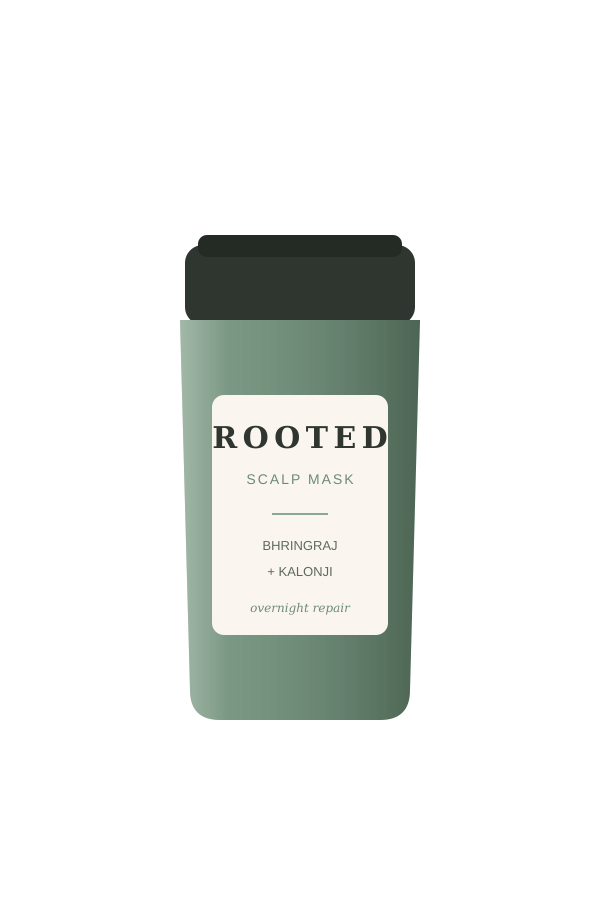 ROOTED
SCALP MASK
BHRINGRAJ
+ KALONJI
overnight repair